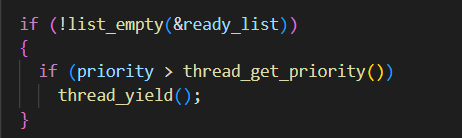 if (!list_empty(&ready_list))
{
if (priority > thread_get_priority())
thread_yield();
}